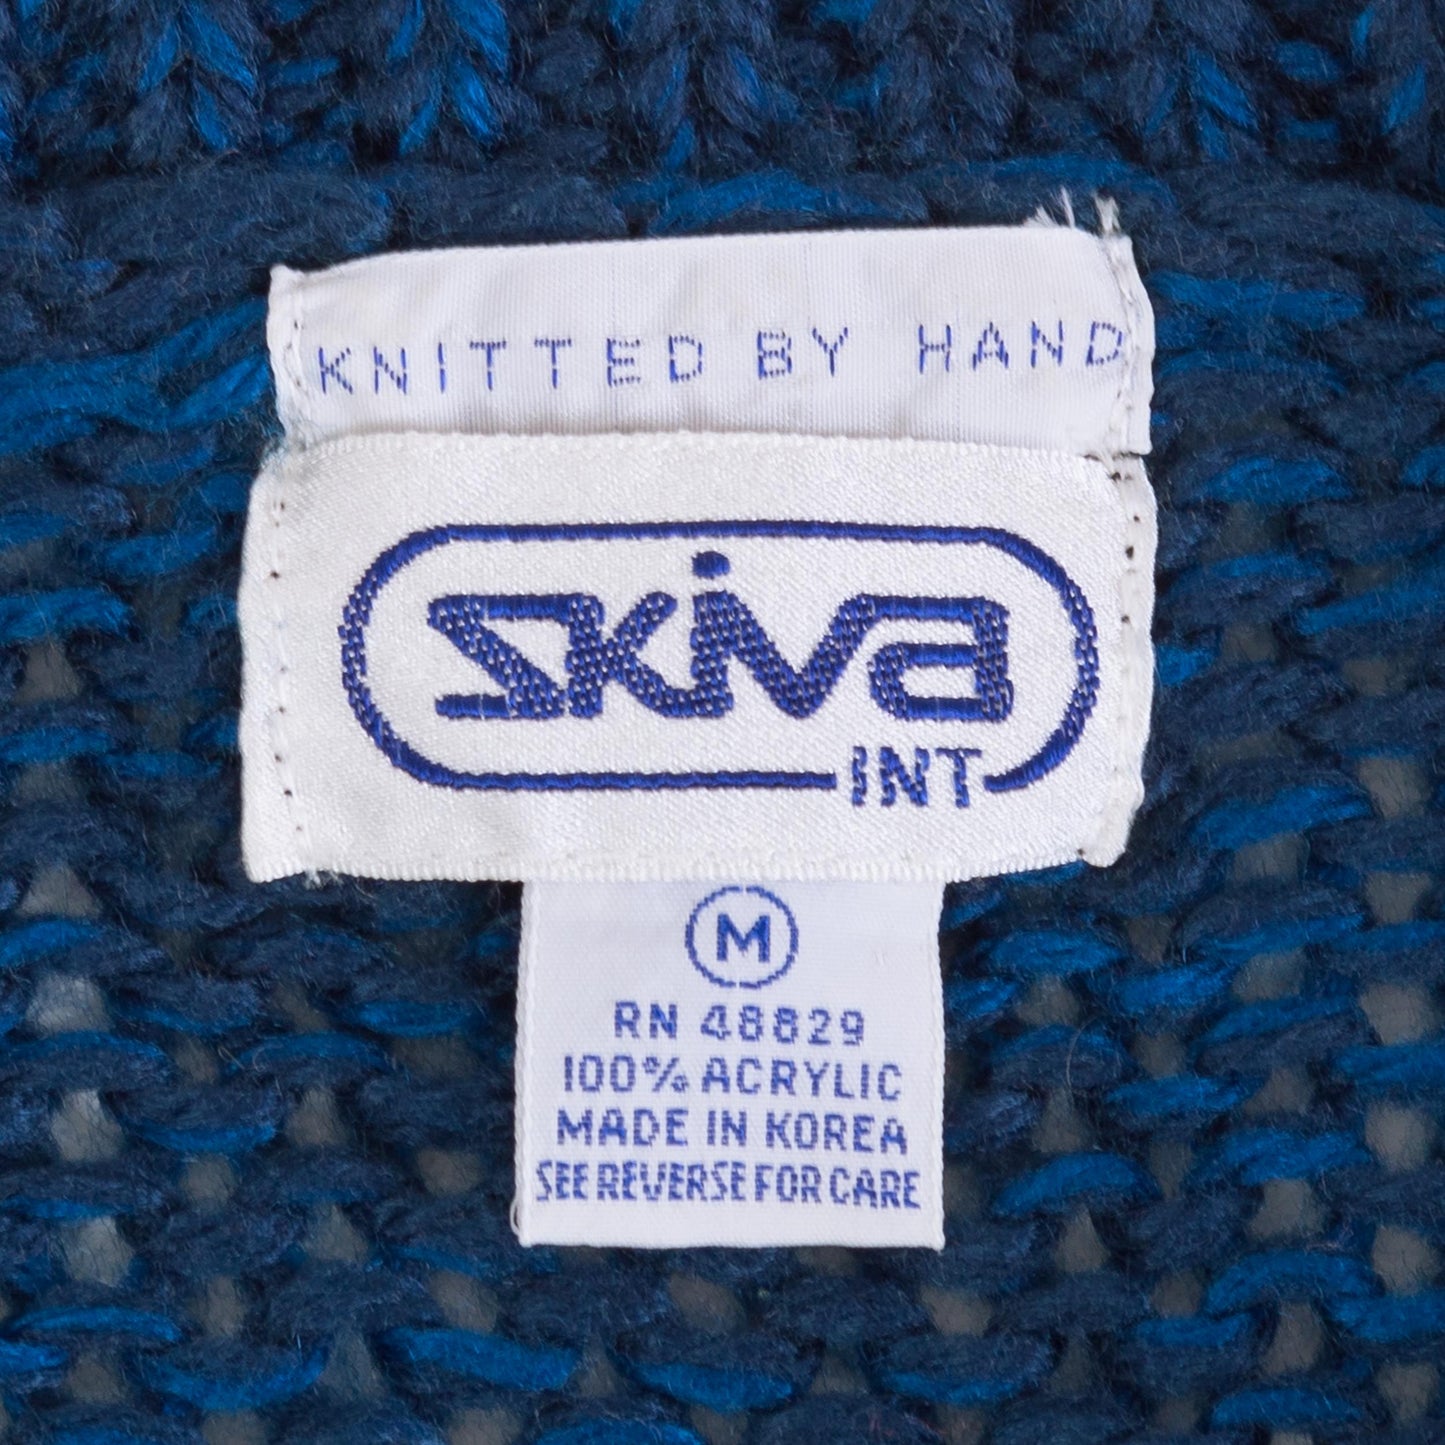 KNITTED BY HAND
SKiVa
INT
M
RN 48829
100% ACRYLIC
MADE IN KOREA
SEE REVERSE FOR CARE